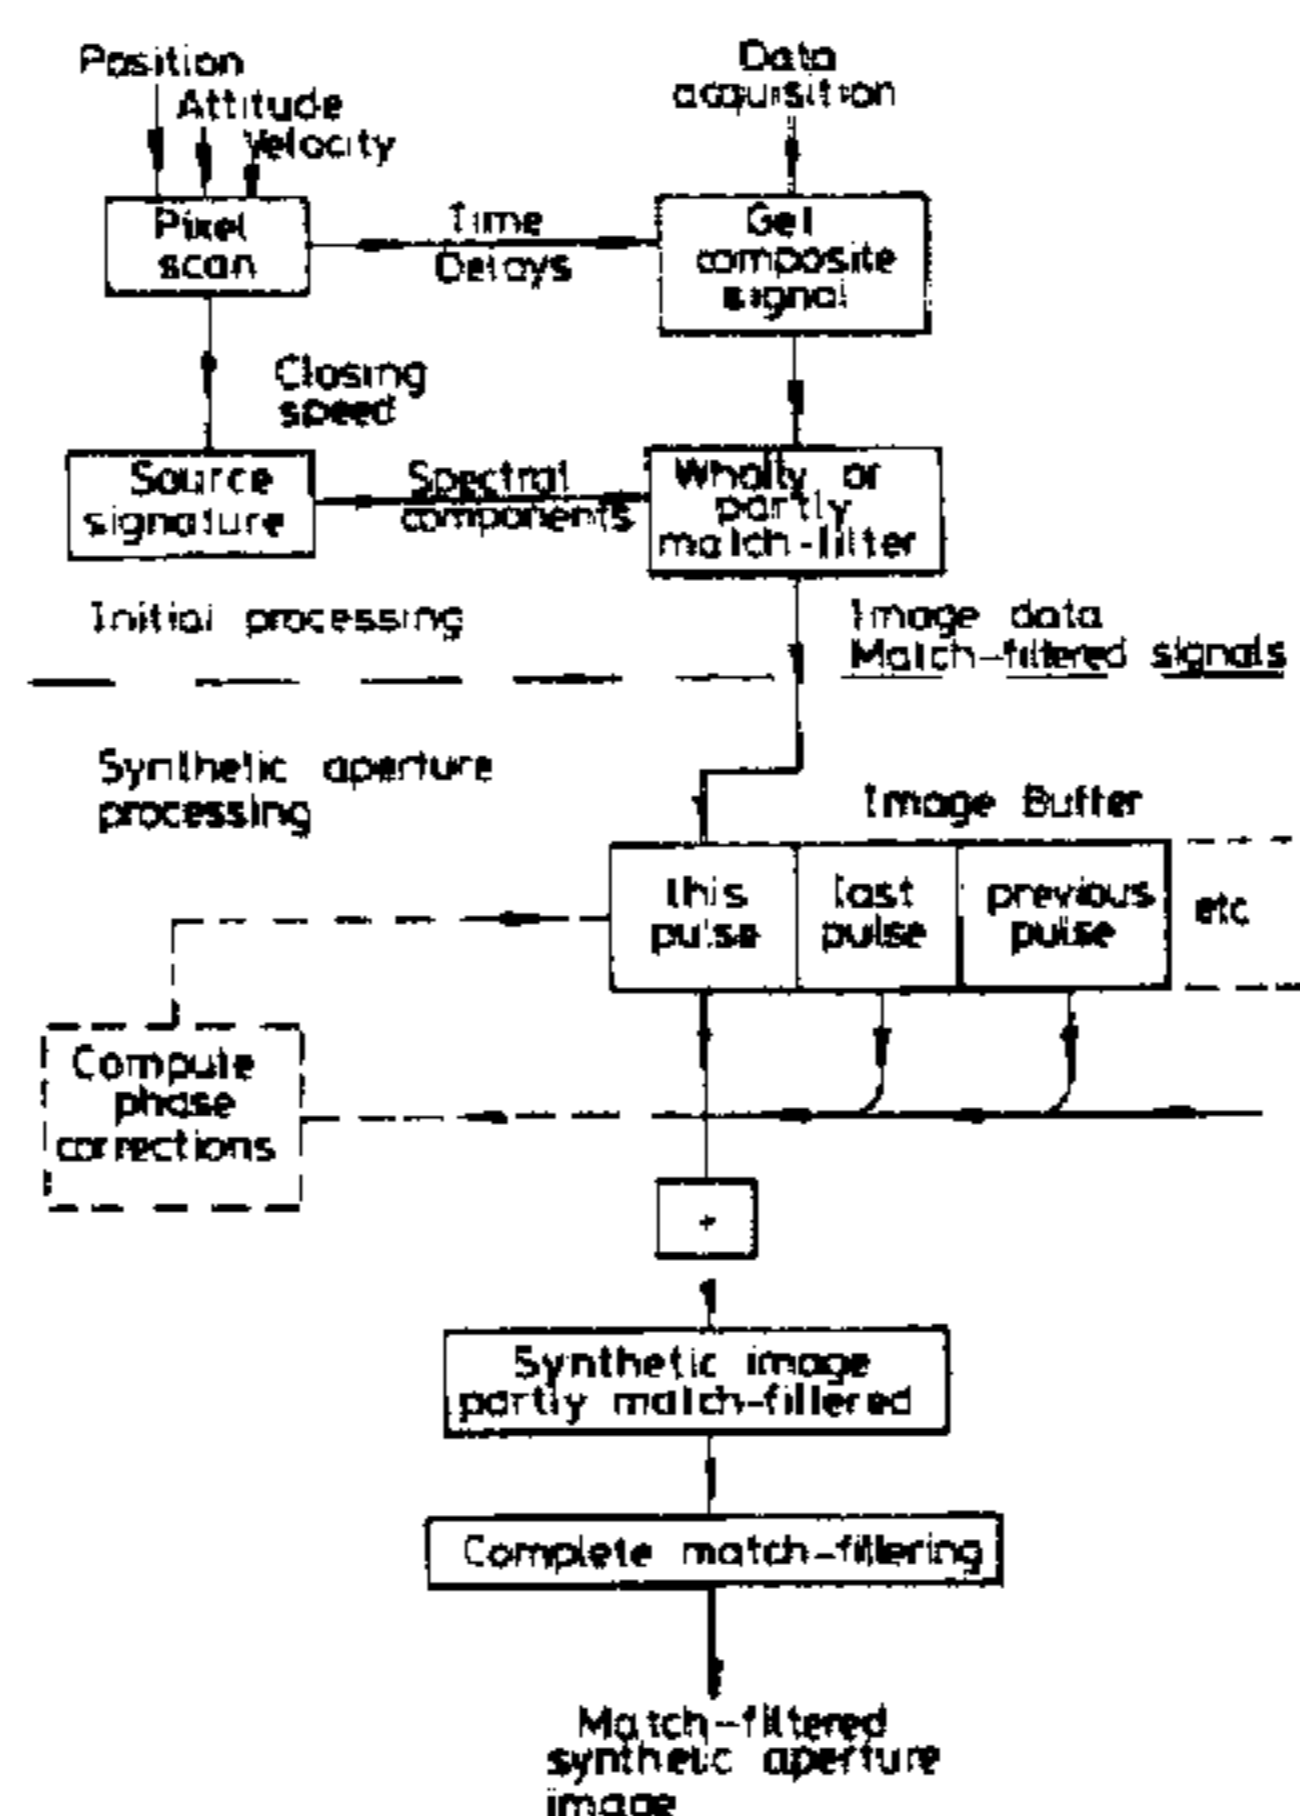 Position
Attitude
Velocity
Data
acquisition
Pixel
scan
Time
Delays
Get
composite
signal
Closing
speed
Source
signature
Spectral
components
Wholly or
partly
match-filter
Initial processing
Image data
Match-filtered signals
Synthetic aperture
processing
Image Buffer
this
pulse
last
pulse
previous
pulse
etc
Compute
phase
corrections
+
Synthetic image
partly match-filtered
Complete match-filtering
Match-filtered
synthetic aperture
image